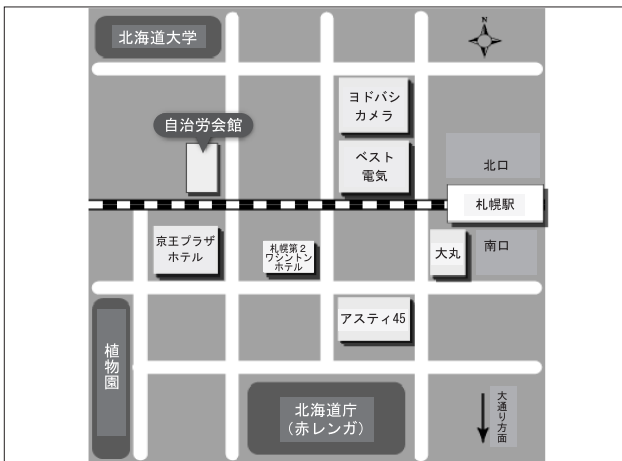 北海道大学
N
ヨドバシ
カメラ
自治労会館
ベスト
電気
北口
札幌駅
京王プラザ
ホテル
札幌第2
ワシントン
ホテル
大丸
南口
アスティ45
植物園
北海道庁
(赤レンガ)
大通り方面